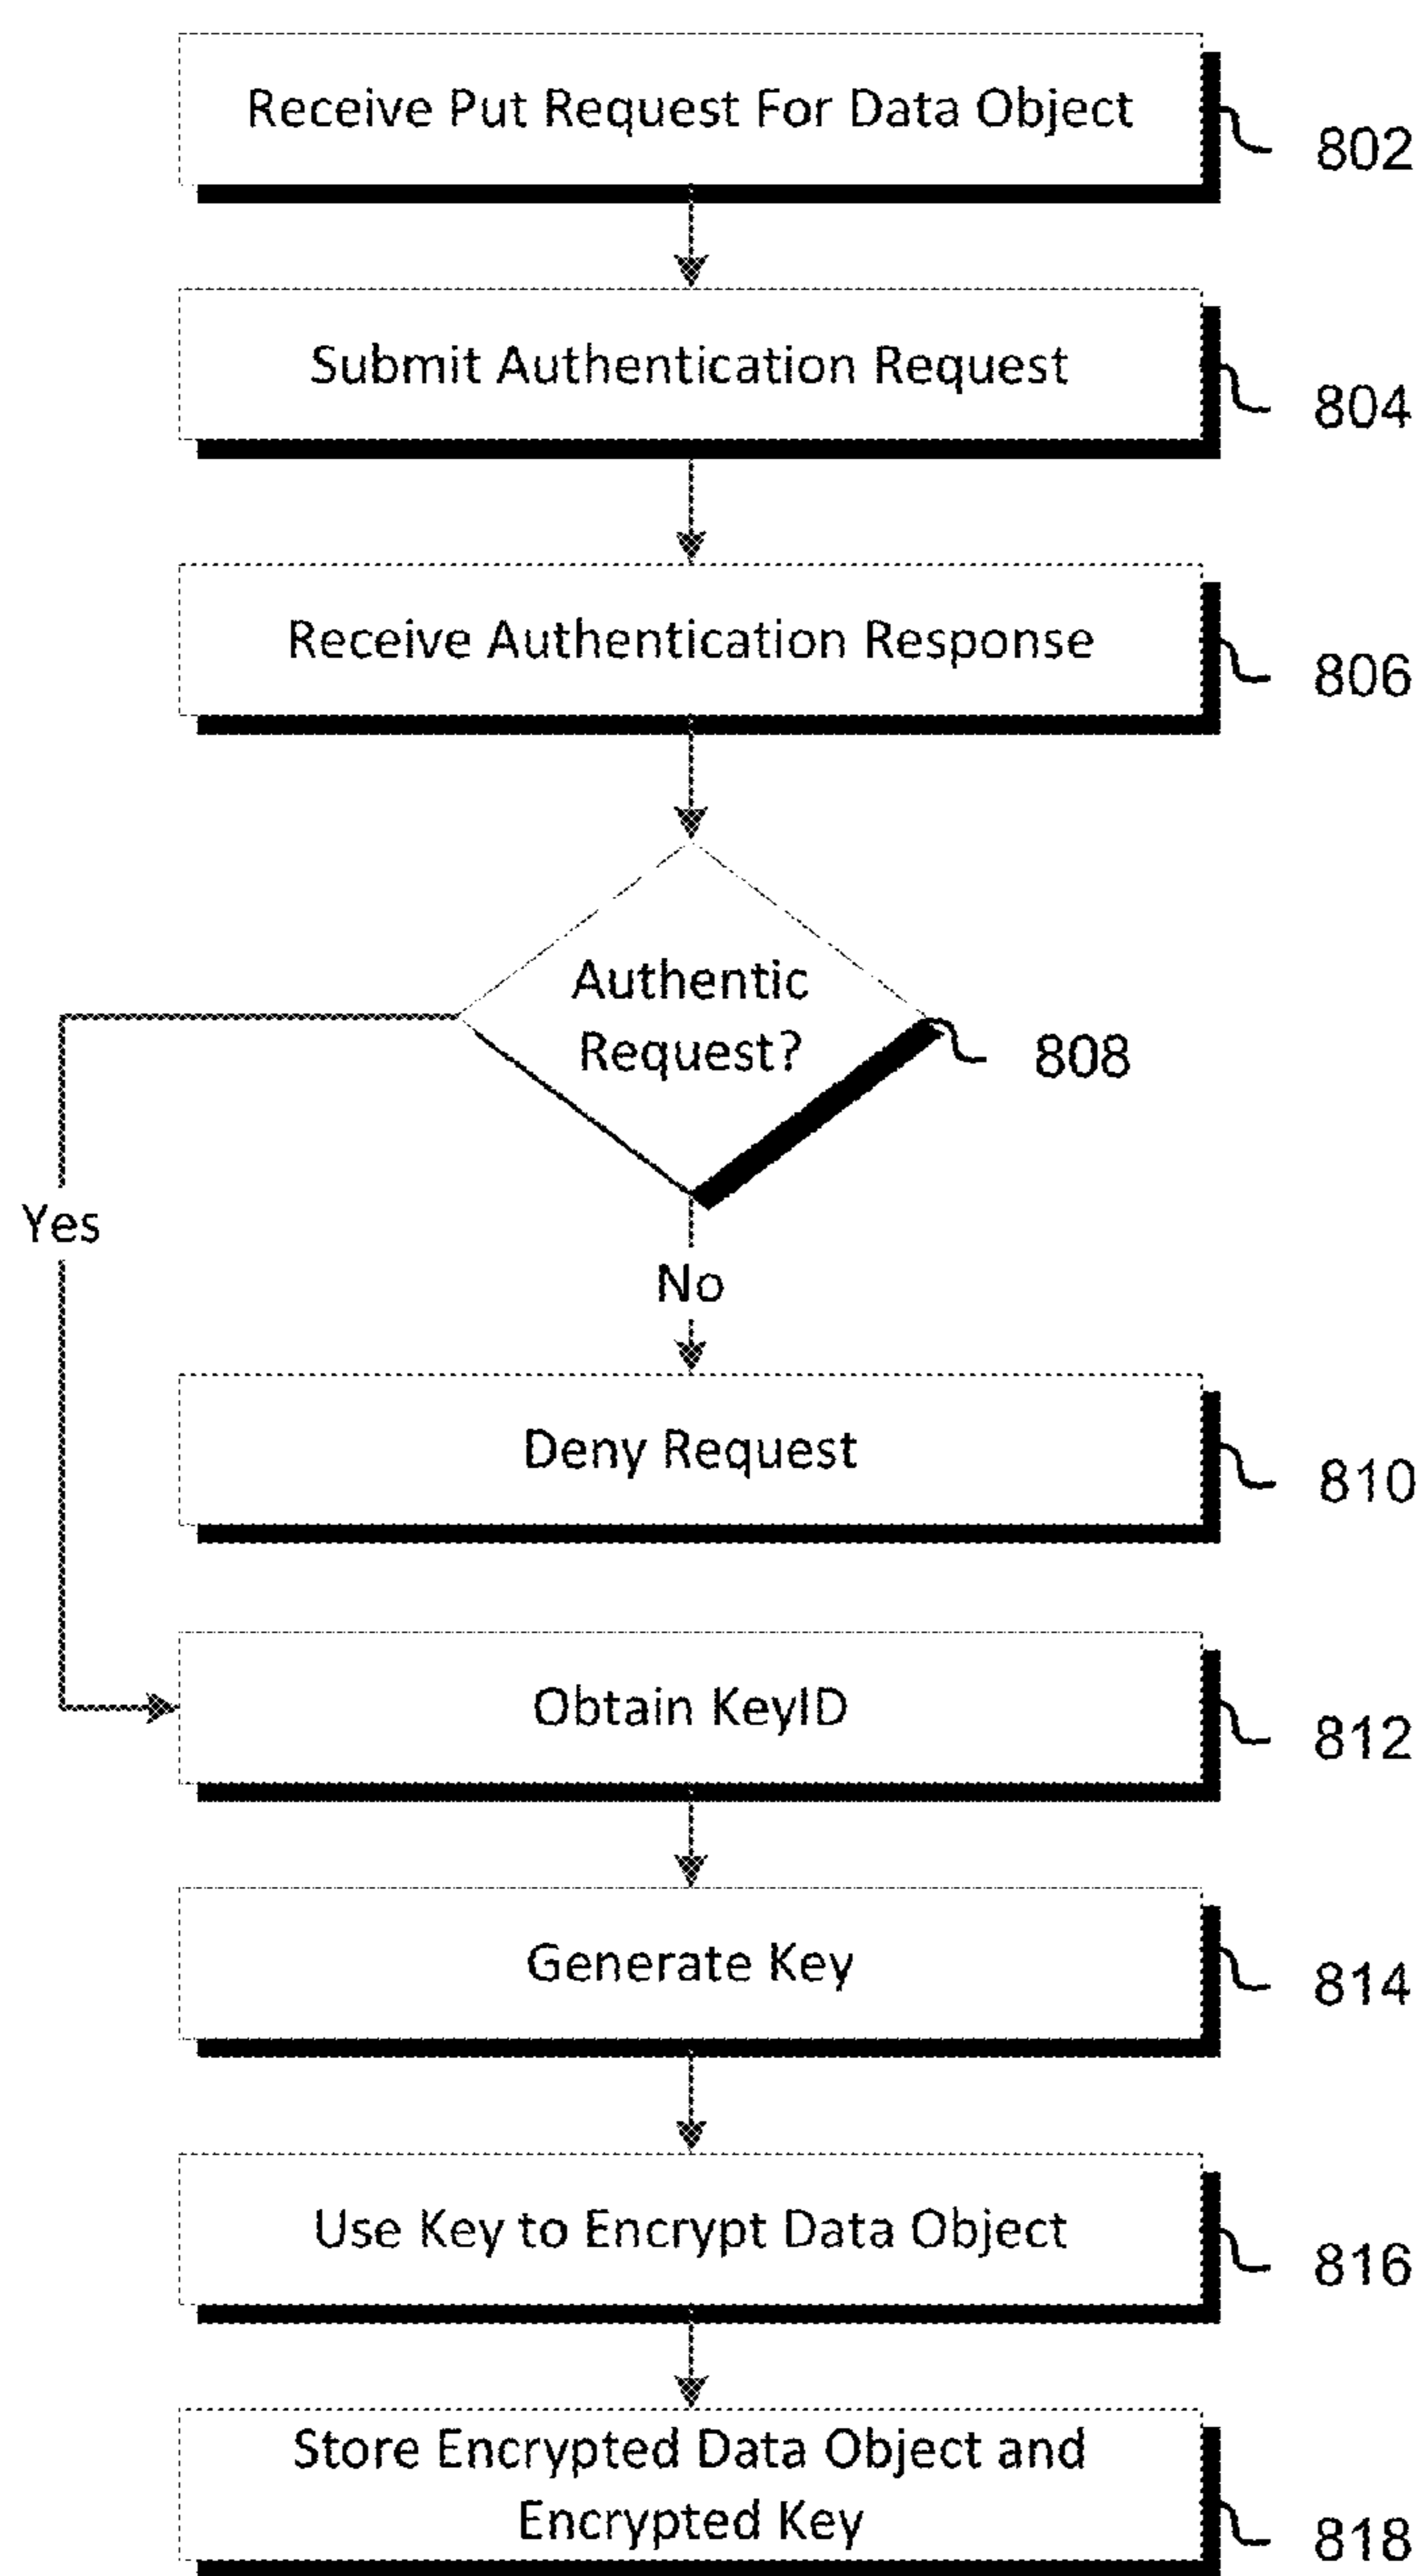 Receive Put Request For Data Object
802
Submit Authentication Request
804
Receive Authentication Response
806
Authentic
Request?
808
Yes
No
Deny Request
810
Obtain KeyID
812
Generate Key
814
Use Key to Encrypt Data Object
816
Store Encrypted Data Object and
Encrypted Key
818